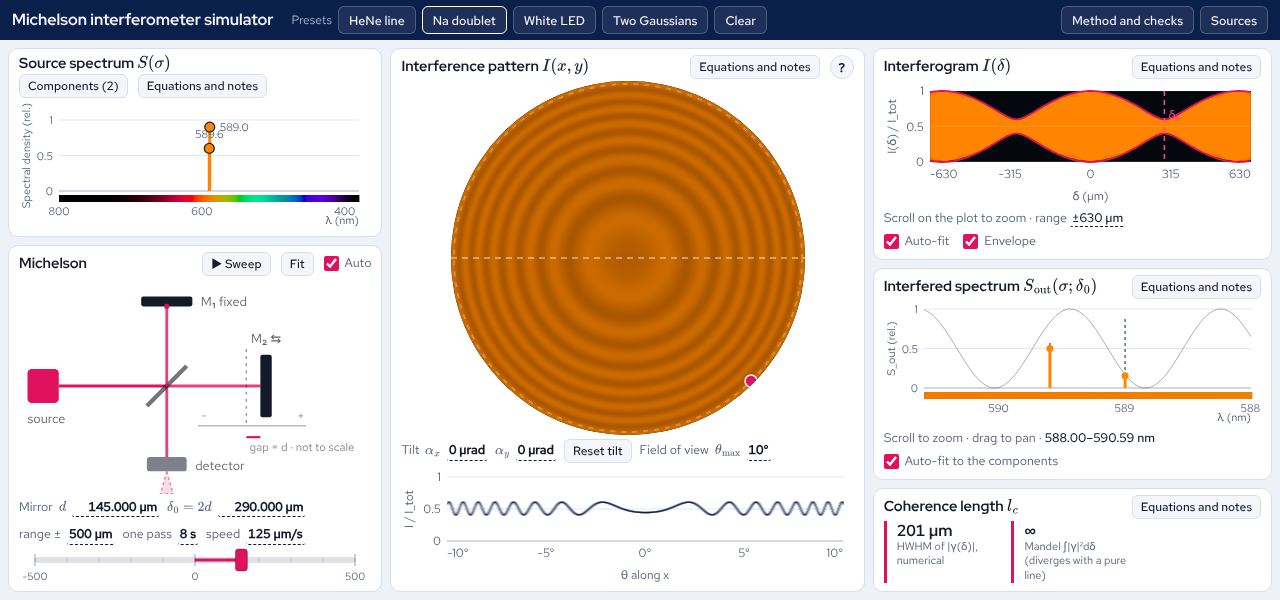 Michelson interferometer simulator Presets HeNe line Na doublet White LED Two Gaussians Clear Method and checks Sources
Source spectrum S(σ)
Components (2) Equations and notes
Spectral density (rel.)
1
0.5
0
589.0
589.6
800 600 400
λ (nm)
Michelson ▶ Sweep Fit Auto
M₁ fixed
M₂ ⇆
source
− +
gap = d · not to scale
detector
Mirror d 145.000 µm δ₀ = 2d 290.000 µm
range ± 500 µm one pass 8 s speed 125 µm/s
-500 0 500
Interference pattern I(x, y) Equations and notes ?
Tilt αx 0 µrad αy 0 µrad Reset tilt Field of view θmax 10°
I / I_tot
1
0.5
0
-10° -5° 0° 5° 10°
θ along x
Interferogram I(δ) Equations and notes
I(δ) / I_tot
1
0.5
0
δ₀
-630 -315 0 315 630
δ (µm)
Scroll on the plot to zoom · range ±630 µm
Auto-fit Envelope
Interfered spectrum Sout(σ; δ₀) Equations and notes
S_out (rel.)
1
0.5
0
590 589 588
λ (nm)
Scroll to zoom · drag to pan · 588.00–590.59 nm
Auto-fit to the components
Coherence length lc Equations and notes
201 µm
HWHM of |γ(δ)|,
numerical
∞
Mandel ∫|γ|²dδ
(diverges with a pure
line)